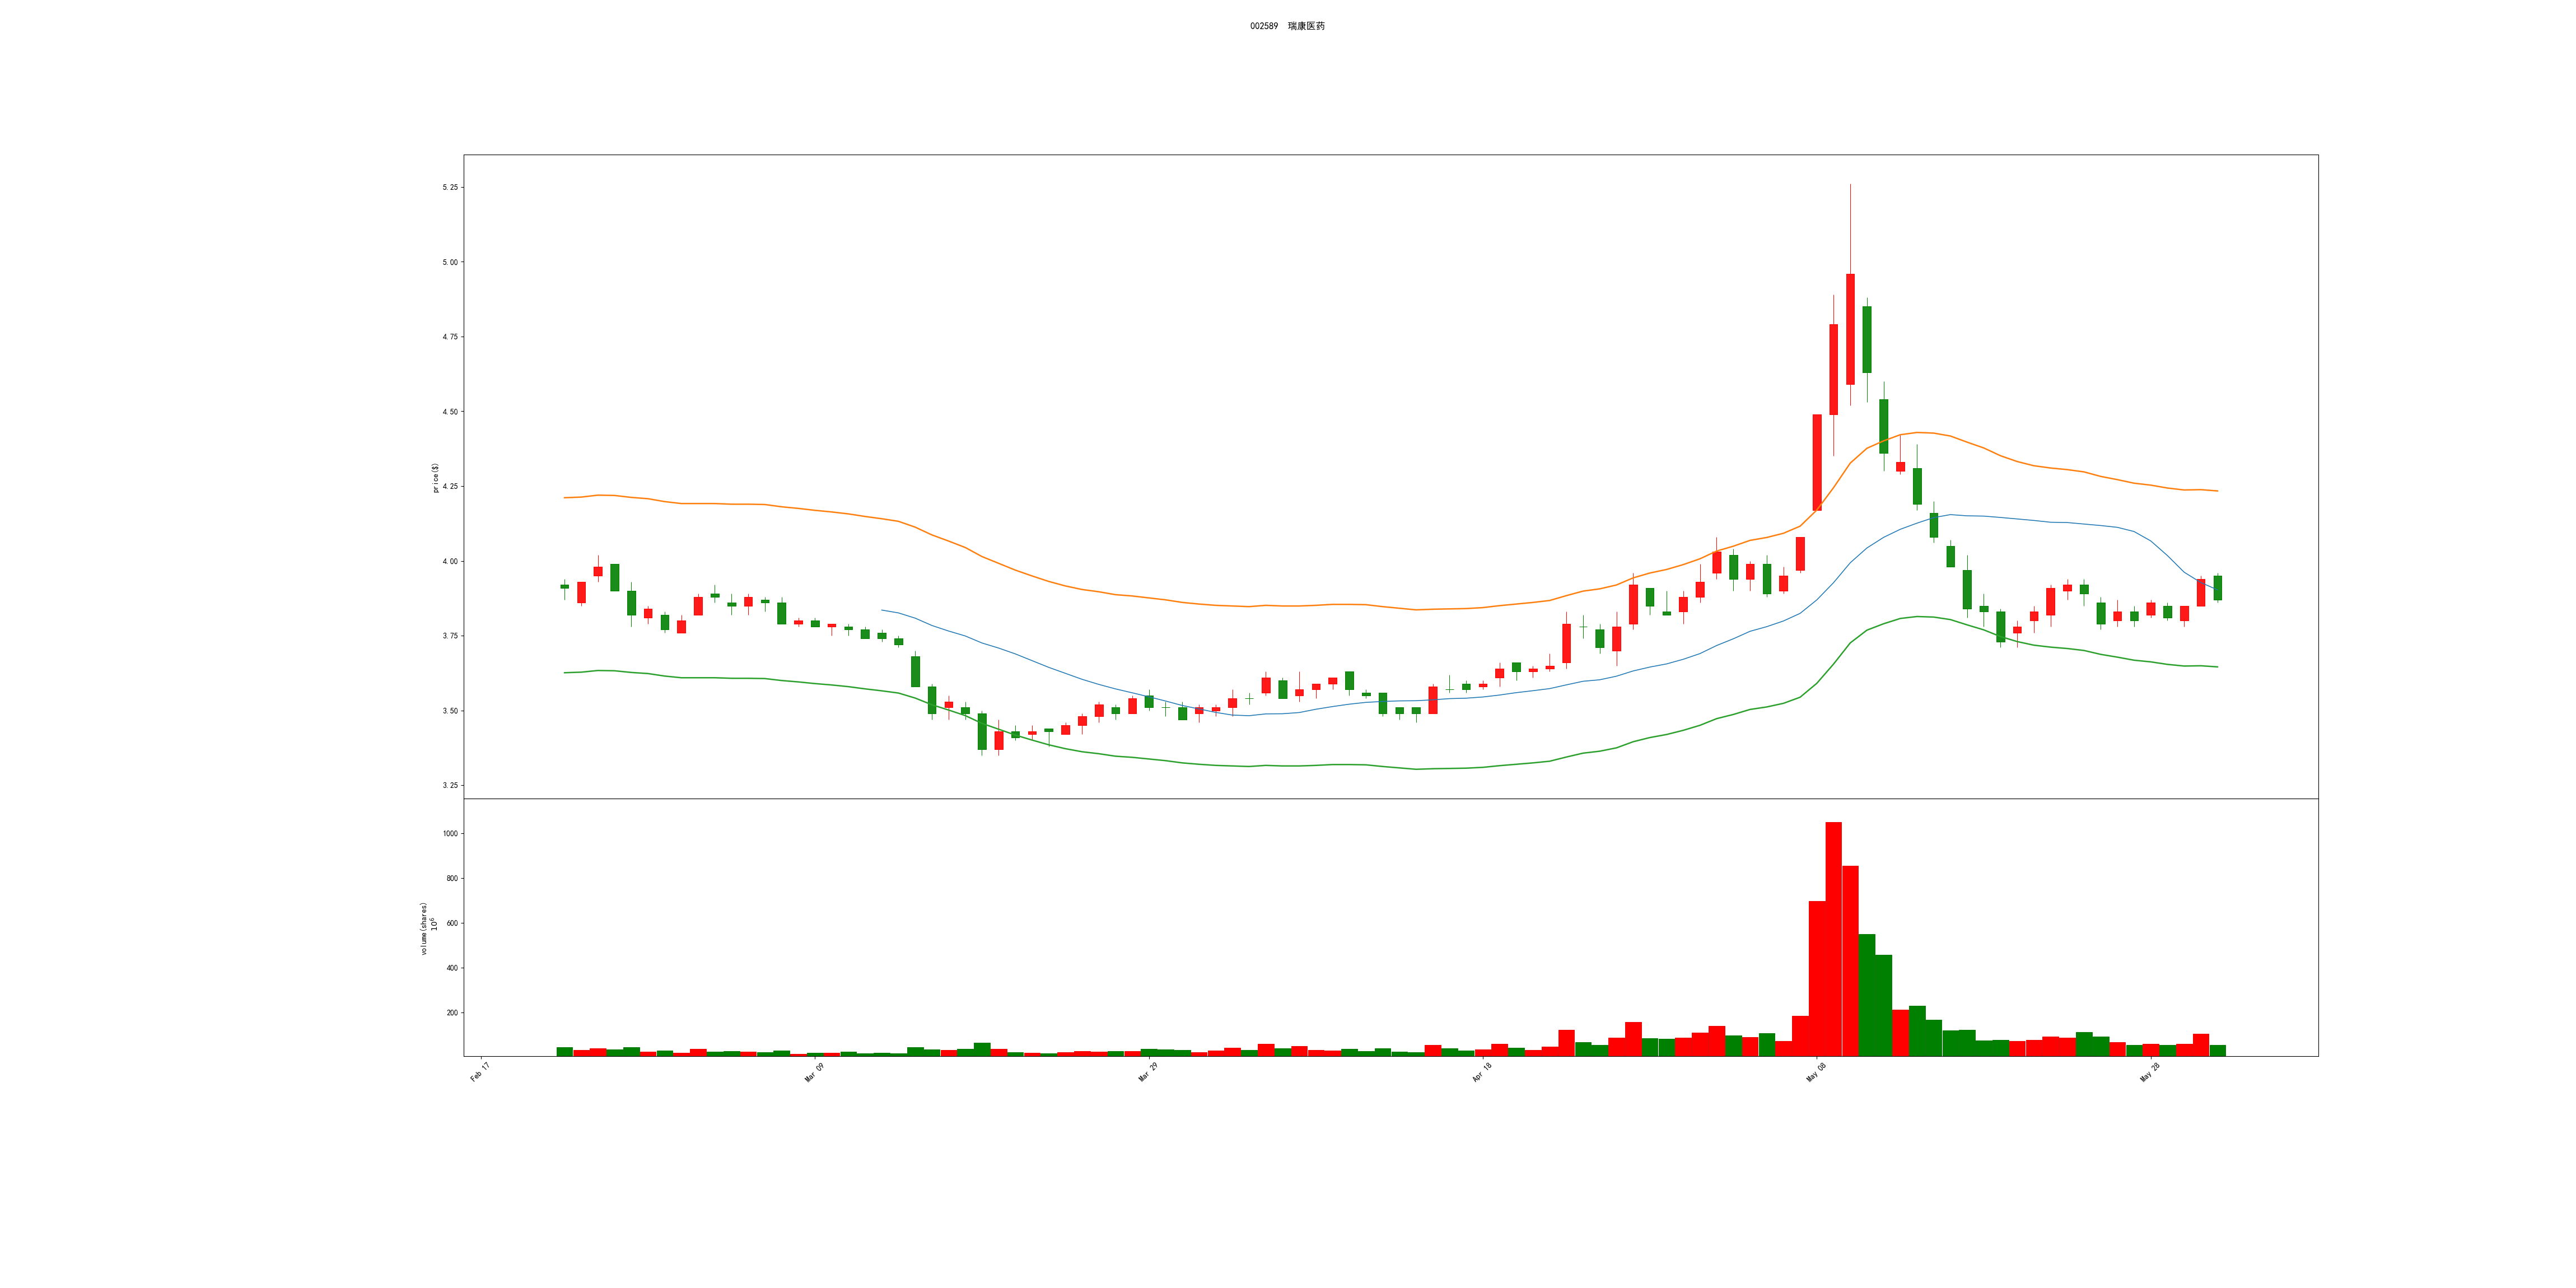 002589 瑞康医药
5.25
5.00
4.75
4.50
4.25
4.00
3.75
3.50
3.25
price($)
1000
800
600
400
200
volume(shares)
10⁶
Feb 17
Mar 09
Mar 29
Apr 18
May 08
May 28